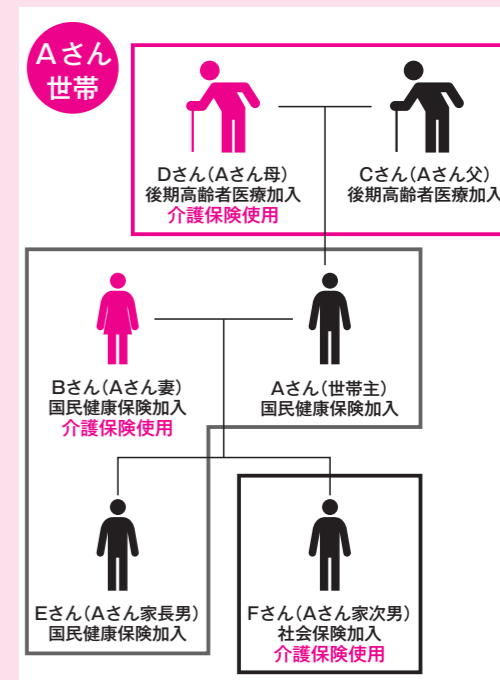 Aさん
世帯
Dさん(Aさん母)
後期高齢者医療加入
介護保険使用
Cさん(Aさん父)
後期高齢者医療加入
Bさん(Aさん妻)
国民健康保険加入
介護保険使用
Aさん(世帯主)
国民健康保険加入
Eさん(Aさん家長男)
国民健康保険加入
Fさん(Aさん家次男)
社会保険加入
介護保険使用